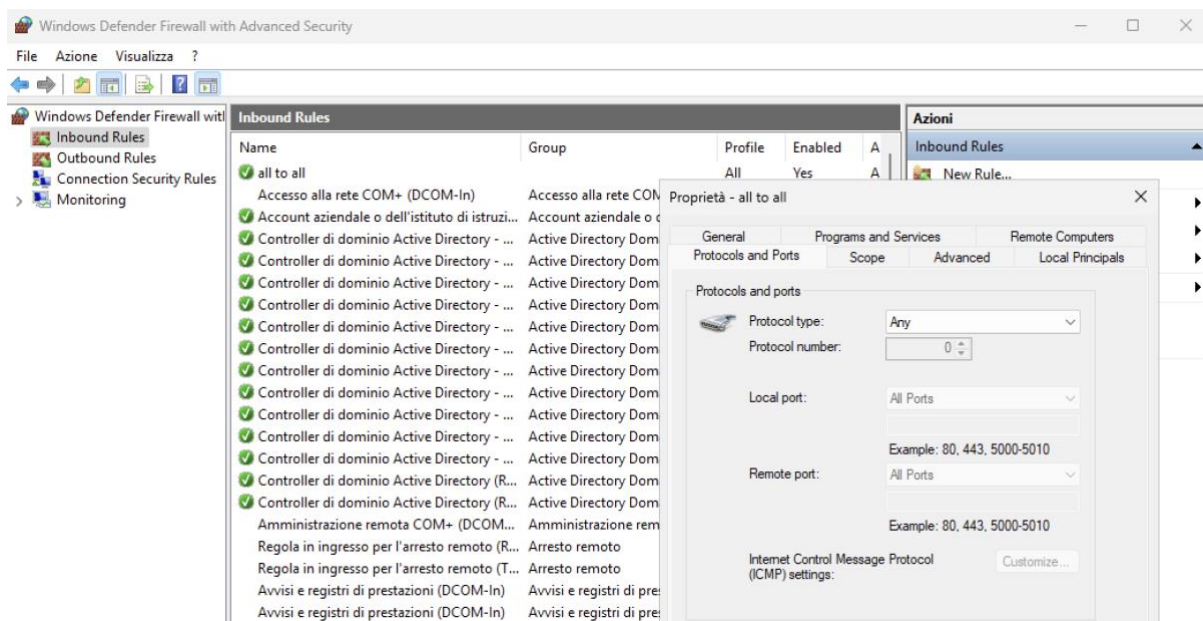 Windows Defender Firewall with Advanced Security
File Azione Visualizza ?
Windows Defender Firewall witl
Inbound Rules
Outbound Rules
Connection Security Rules
Monitoring
Inbound Rules
Name Group Profile Enabled A
all to all All Yes A
Accesso alla rete COM+ (DCOM-In) Accesso alla rete COM
Account aziendale o dell'istituto di istruzi... Account aziendale o d
Controller di dominio Active Directory - ... Active Directory Dom
Controller di dominio Active Directory - ... Active Directory Dom
Controller di dominio Active Directory - ... Active Directory Dom
Controller di dominio Active Directory - ... Active Directory Dom
Controller di dominio Active Directory - ... Active Directory Dom
Controller di dominio Active Directory - ... Active Directory Dom
Controller di dominio Active Directory - ... Active Directory Dom
Controller di dominio Active Directory - ... Active Directory Dom
Controller di dominio Active Directory - ... Active Directory Dom
Controller di dominio Active Directory - ... Active Directory Dom
Controller di dominio Active Directory - ... Active Directory Dom
Controller di dominio Active Directory (R... Active Directory Dom
Controller di dominio Active Directory (R... Active Directory Dom
Amministrazione remota COM+ (DCOM... Amministrazione rem
Regola in ingresso per l'arresto remoto (R... Arresto remoto
Regola in ingresso per l'arresto remoto (T... Arresto remoto
Avvisi e registri di prestazioni (DCOM-In) Avvisi e registri di pre
Avvisi e registri di prestazioni (DCOM-In) Avvisi e registri di pre
Azioni
Inbound Rules
New Rule...
Proprietà - all to all
General Programs and Services Remote Computers
Protocols and Ports Scope Advanced Local Principals
Protocols and ports
Protocol type: Any
Protocol number: 0
Local port: All Ports
Example: 80, 443, 5000-5010
Remote port: All Ports
Example: 80, 443, 5000-5010
Internet Control Message Protocol
(ICMP) settings: Customize...